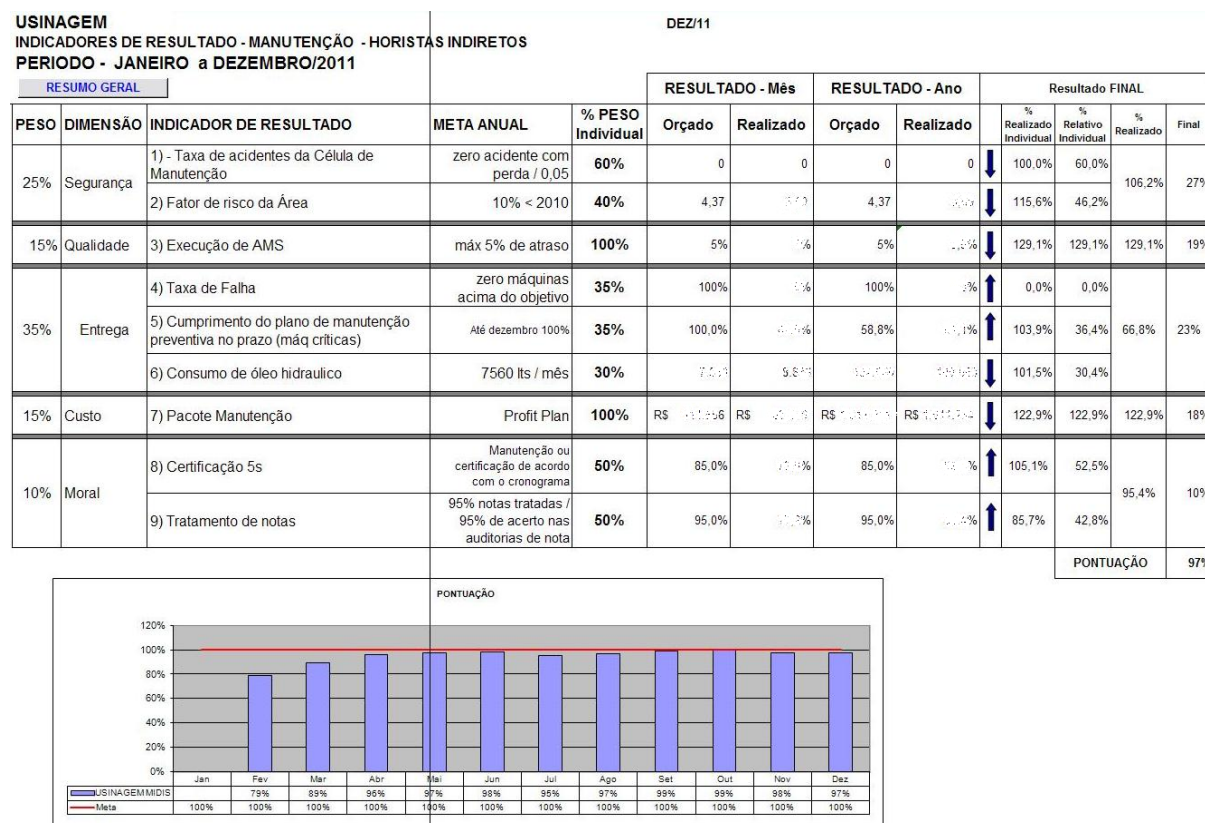 USINAGEM
DEZ/11
INDICADORES DE RESULTADO - MANUTENÇÃO - HORISTAS INDIRETOS
PERIODO - JANEIRO a DEZEMBRO/2011
RESUMO GERAL
RESULTADO - Mês RESULTADO - Ano Resultado FINAL
PESO DIMENSÃO INDICADOR DE RESULTADO META ANUAL % PESO Individual Orçado Realizado Orçado Realizado % Realizado Individual % Relativo Individual % Realizado Final
25% Segurança
1) - Taxa de acidentes da Célula de Manutenção zero acidente com perda / 0,05 60% 0 0 0 0 100,0% 60,0%
106,2% 27%
2) Fator de risco da Área 10% < 2010 40% 4,37 4,37 115,6% 46,2%
15% Qualidade 3) Execução de AMS máx 5% de atraso 100% 5% 5% 129,1% 129,1% 129,1% 19%
4) Taxa de Falha zero máquinas acima do objetivo 35% 100% 100% 0,0% 0,0%
35% Entrega 5) Cumprimento do plano de manutenção preventiva no prazo (máq críticas) Até dezembro 100% 35% 100,0% 58,8% 103,9% 36,4% 66,8% 23%
6) Consumo de óleo hidraulico 7560 lts / mês 30% 101,5% 30,4%
15% Custo 7) Pacote Manutenção Profit Plan 100% R$ R$ R$ R$ 122,9% 122,9% 122,9% 18%
10% Moral
8) Certificação 5s Manutenção ou certificação de acordo com o cronograma 50% 85,0% 85,0% 105,1% 52,5%
95,4% 10%
9) Tratamento de notas 95% notas tratadas / 95% de acerto nas auditorias de nota 50% 95,0% 95,0% 85,7% 42,8%
PONTUAÇÃO 97%
PONTUAÇÃO
120%
100%
80%
60%
40%
20%
0%
Jan Fev Mar Abr Mai Jun Jul Ago Set Out Nov Dez
USINAGEM MIDIS 79% 89% 96% 97% 98% 95% 97% 99% 99% 98% 97%
Meta 100% 100% 100% 100% 100% 100% 100% 100% 100% 100% 100% 100%